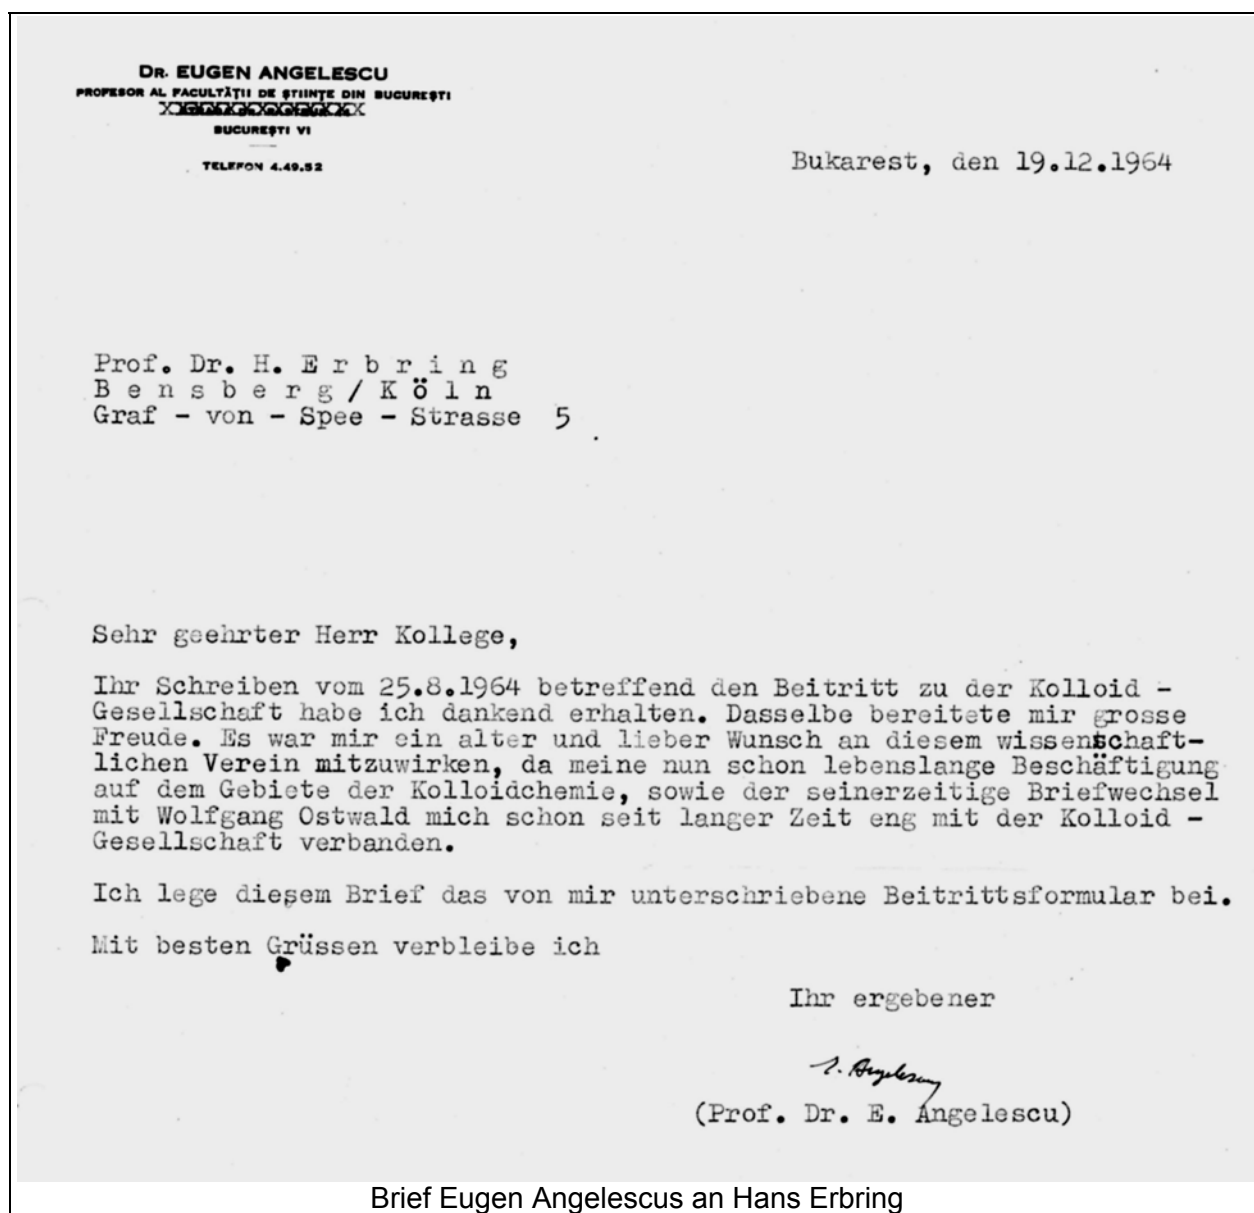 DR. EUGEN ANGELESCU
PROFESOR AL FACULTĂŢII DE ŞTIINŢE DIN BUCUREŞTI
BUCUREŞTI VI
TELEFON 4.49.52
Bukarest, den 19.12.1964
Prof. Dr. H. E r b r i n g
B e n s b e r g / K ö l n
Graf - von - Spee - Strasse 5
Sehr geehrter Herr Kollege,
Ihr Schreiben vom 25.8.1964 betreffend den Beitritt zu der Kolloid -
Gesellschaft habe ich dankend erhalten. Dasselbe bereitete mir grosse
Freude. Es war mir ein alter und lieber Wunsch an diesem wissenschaft-
lichen Verein mitzuwirken, da meine nun schon lebenslange Beschäftigung
auf dem Gebiete der Kolloidchemie, sowie der seinerzeitige Briefwechsel
mit Wolfgang Ostwald mich schon seit langer Zeit eng mit der Kolloid -
Gesellschaft verbanden.
Ich lege diesem Brief das von mir unterschriebene Beitrittsformular bei.
Mit besten Grüssen verbleibe ich
Ihr ergebener
E. Angelescu
(Prof. Dr. E. Angelescu)
Brief Eugen Angelescus an Hans Erbring